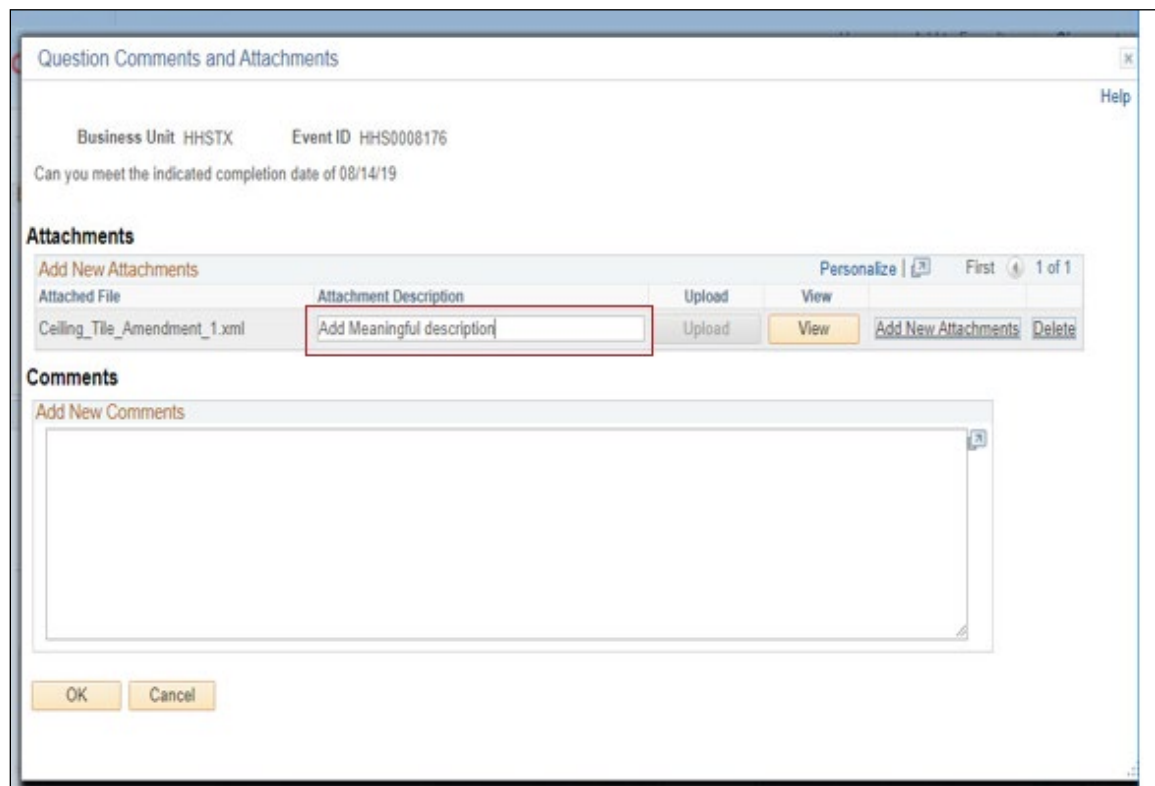 Question Comments and Attachments
Help
Business Unit HHSTX Event ID HHS0008176
Can you meet the indicated completion date of 08/14/19
Attachments
Add New Attachments Personalize | First 1 of 1
Attached File Attachment Description Upload View
Ceiling_Tile_Amendment_1.xml Add Meaningful description Upload View Add New Attachments Delete
Comments
Add New Comments
OK Cancel